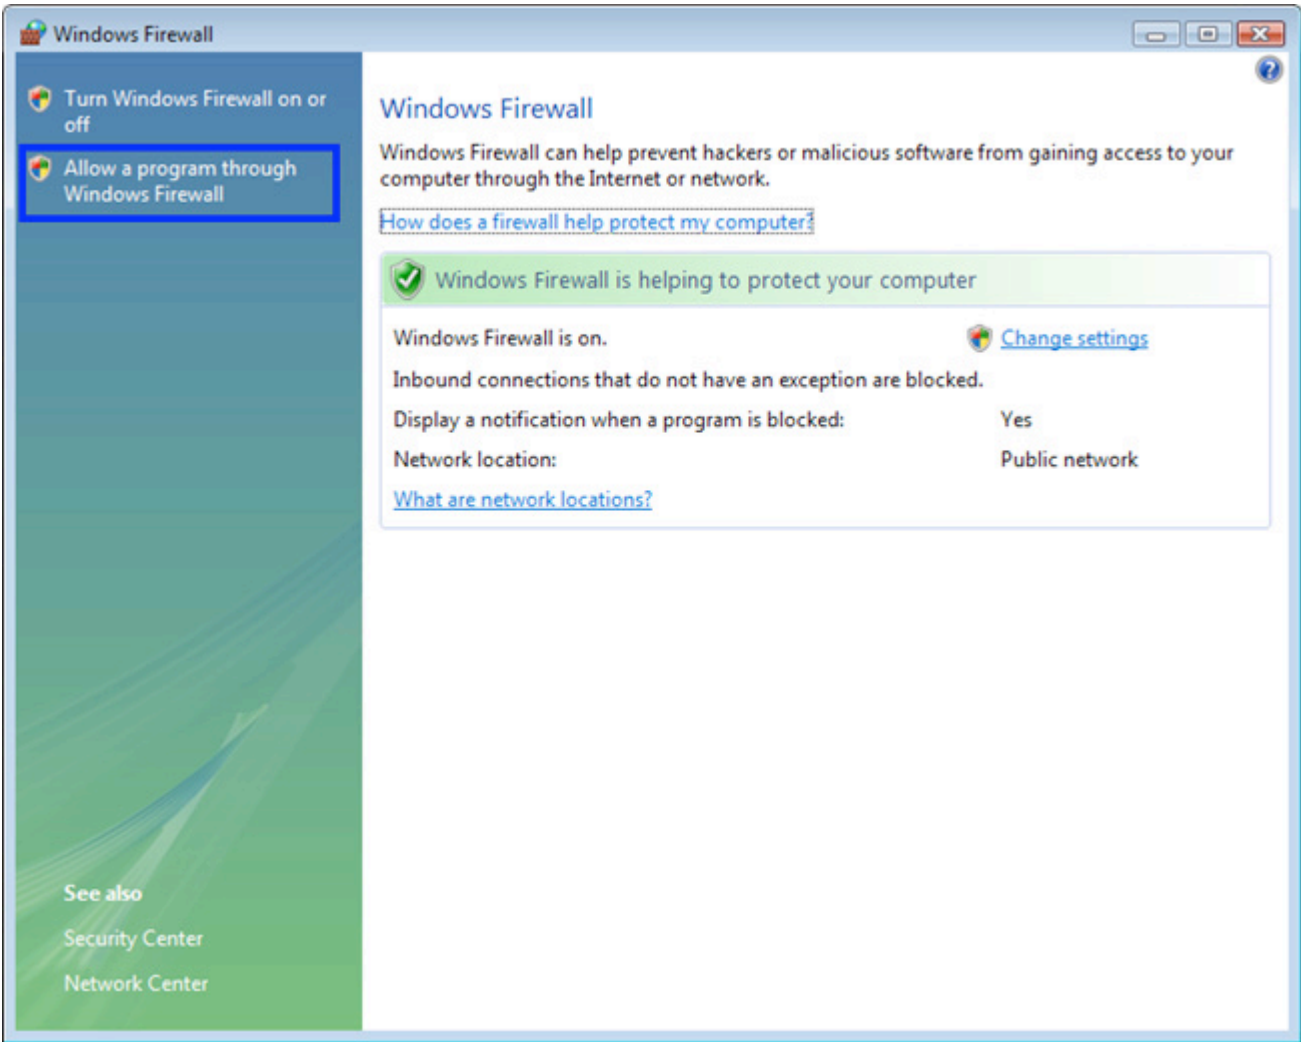 Windows Firewall
Turn Windows Firewall on or
off
Allow a program through
Windows Firewall
See also
Security Center
Network Center
Windows Firewall
Windows Firewall can help prevent hackers or malicious software from gaining access to your
computer through the Internet or network.
How does a firewall help protect my computer?
Windows Firewall is helping to protect your computer
Windows Firewall is on. Change settings
Inbound connections that do not have an exception are blocked.
Display a notification when a program is blocked: Yes
Network location: Public network
What are network locations?